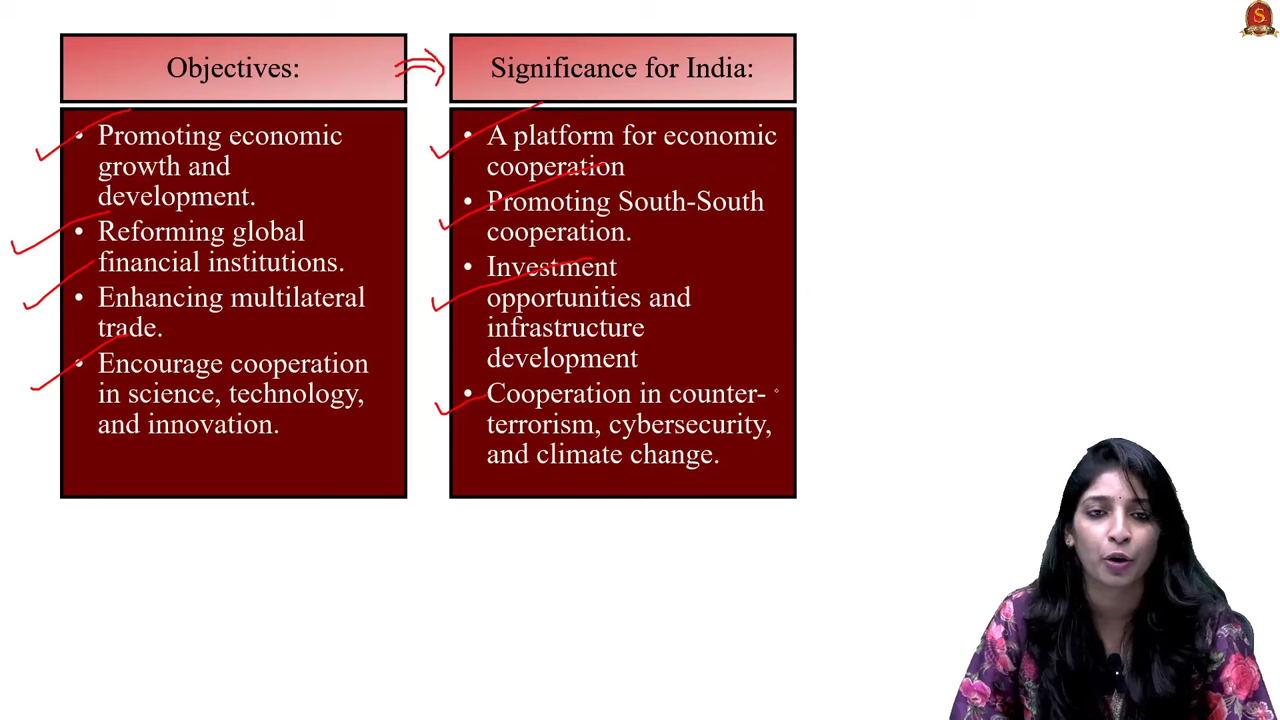 Objectives:
• Promoting economic
growth and
development.
• Reforming global
financial institutions.
• Enhancing multilateral
trade.
• Encourage cooperation
in science, technology,
and innovation.
Significance for India:
• A platform for economic
cooperation
• Promoting South-South
cooperation.
• Investment
opportunities and
infrastructure
development
• Cooperation in counter-
terrorism, cybersecurity,
and climate change.
S